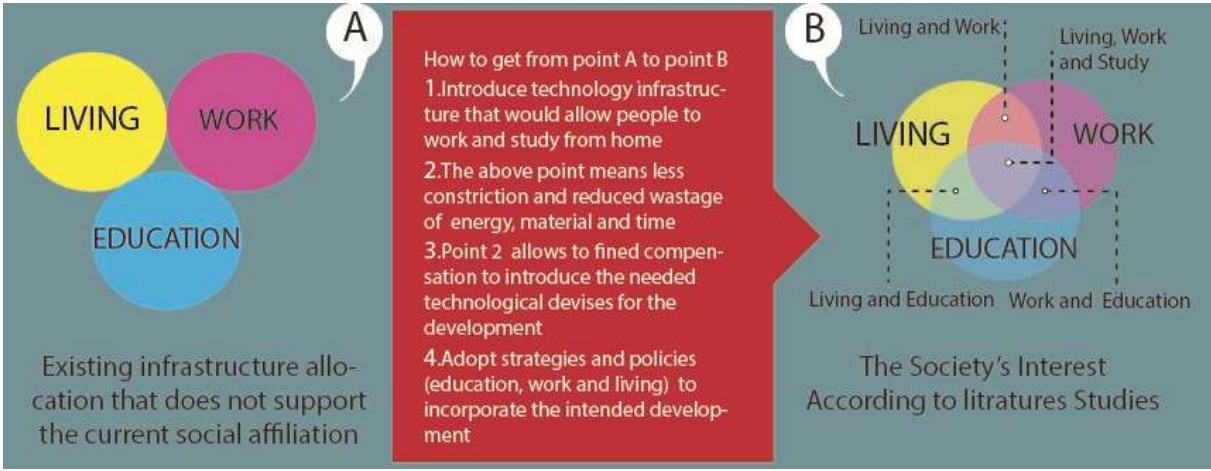 A
LIVING
WORK
EDUCATION
Existing infrastructure allo-
cation that does not support
the current social affiliation
How to get from point A to point B
1.Introduce technology infrastruc-
ture that would allow people to
work and study from home
2.The above point means less
constriction and reduced wastage
of energy, material and time
3.Point 2 allows to fined compen-
sation to introduce the needed
technological devises for the
development
4.Adopt strategies and policies
(education, work and living) to
incorporate the intended develop-
ment
B
Living and Work
Living, Work
and Study
LIVING
WORK
EDUCATION
Living and Education
Work and Education
The Society's Interest
According to litratures Studies